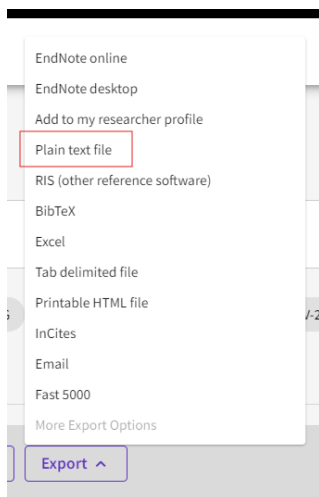 EndNote online
EndNote desktop
Add to my researcher profile
Plain text file
RIS (other reference software)
BibTeX
Excel
Tab delimited file
Printable HTML file
InCites
Email
Fast 5000
More Export Options
Export